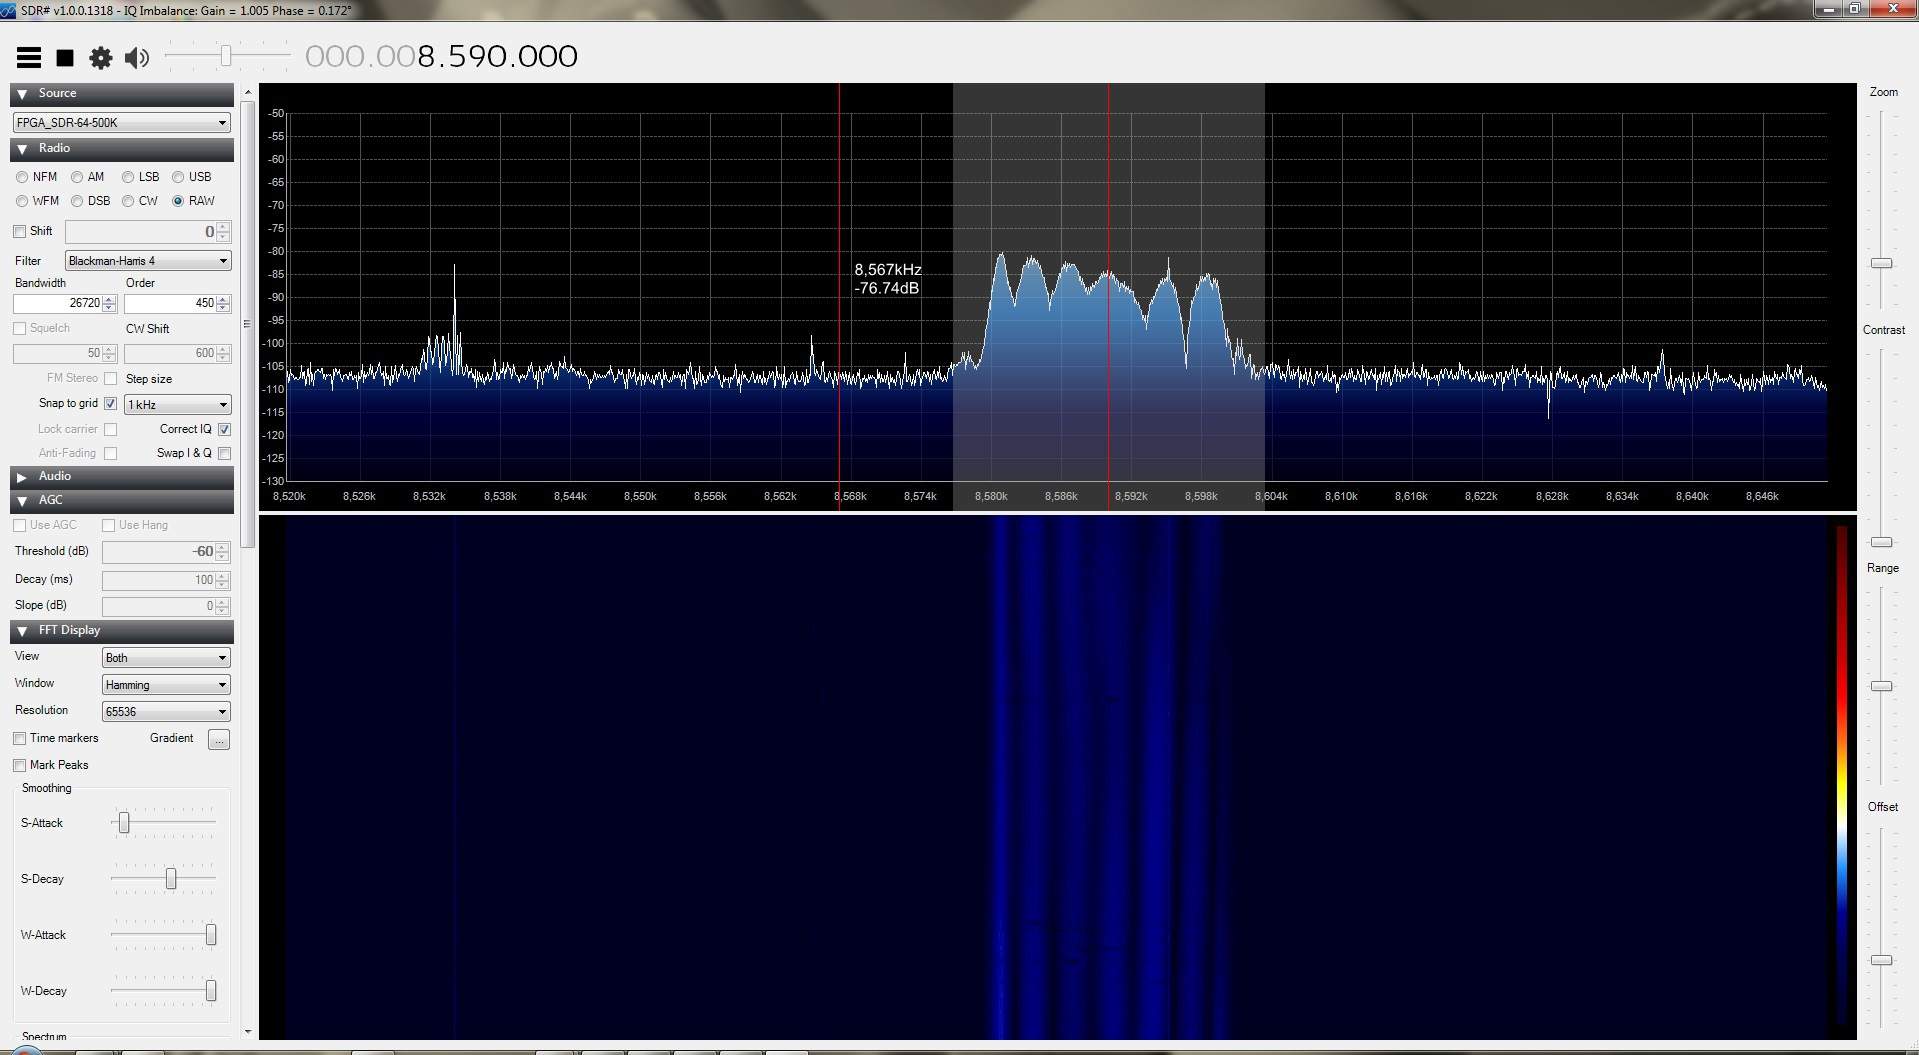 SDR# v1.0.0.1318 - IQ Imbalance: Gain = 1.005 Phase = 0.172°
000.008.590.000
Source
FPGA_SDR-64-500K
Radio
NFM AM LSB USB
WFM DSB CW RAW
Shift 0
Filter Blackman-Harris 4
Bandwidth Order
26720 450
Squelch CW Shift
50 600
FM Stereo Step size
Snap to grid 1 kHz
Lock carrier Correct IQ
Anti-Fading Swap I & Q
Audio
AGC
Use AGC Use Hang
Threshold (dB) -60
Decay (ms) 100
Slope (dB) 0
FFT Display
View Both
Window Hamming
Resolution 65536
Time markers Gradient ...
Mark Peaks
Smoothing
S-Attack
S-Decay
W-Attack
W-Decay
Spectrum
-50
-55
-60
-65
-70
-75
-80
-85
-90
-95
-100
-105
-110
-115
-120
-125
-130
8,567kHz
-76.74dB
8,520k 8,526k 8,532k 8,538k 8,544k 8,550k 8,556k 8,562k 8,568k 8,574k 8,580k 8,586k 8,592k 8,598k 8,604k 8,610k 8,616k 8,622k 8,628k 8,634k 8,640k 8,646k
Zoom
Contrast
Range
Offset